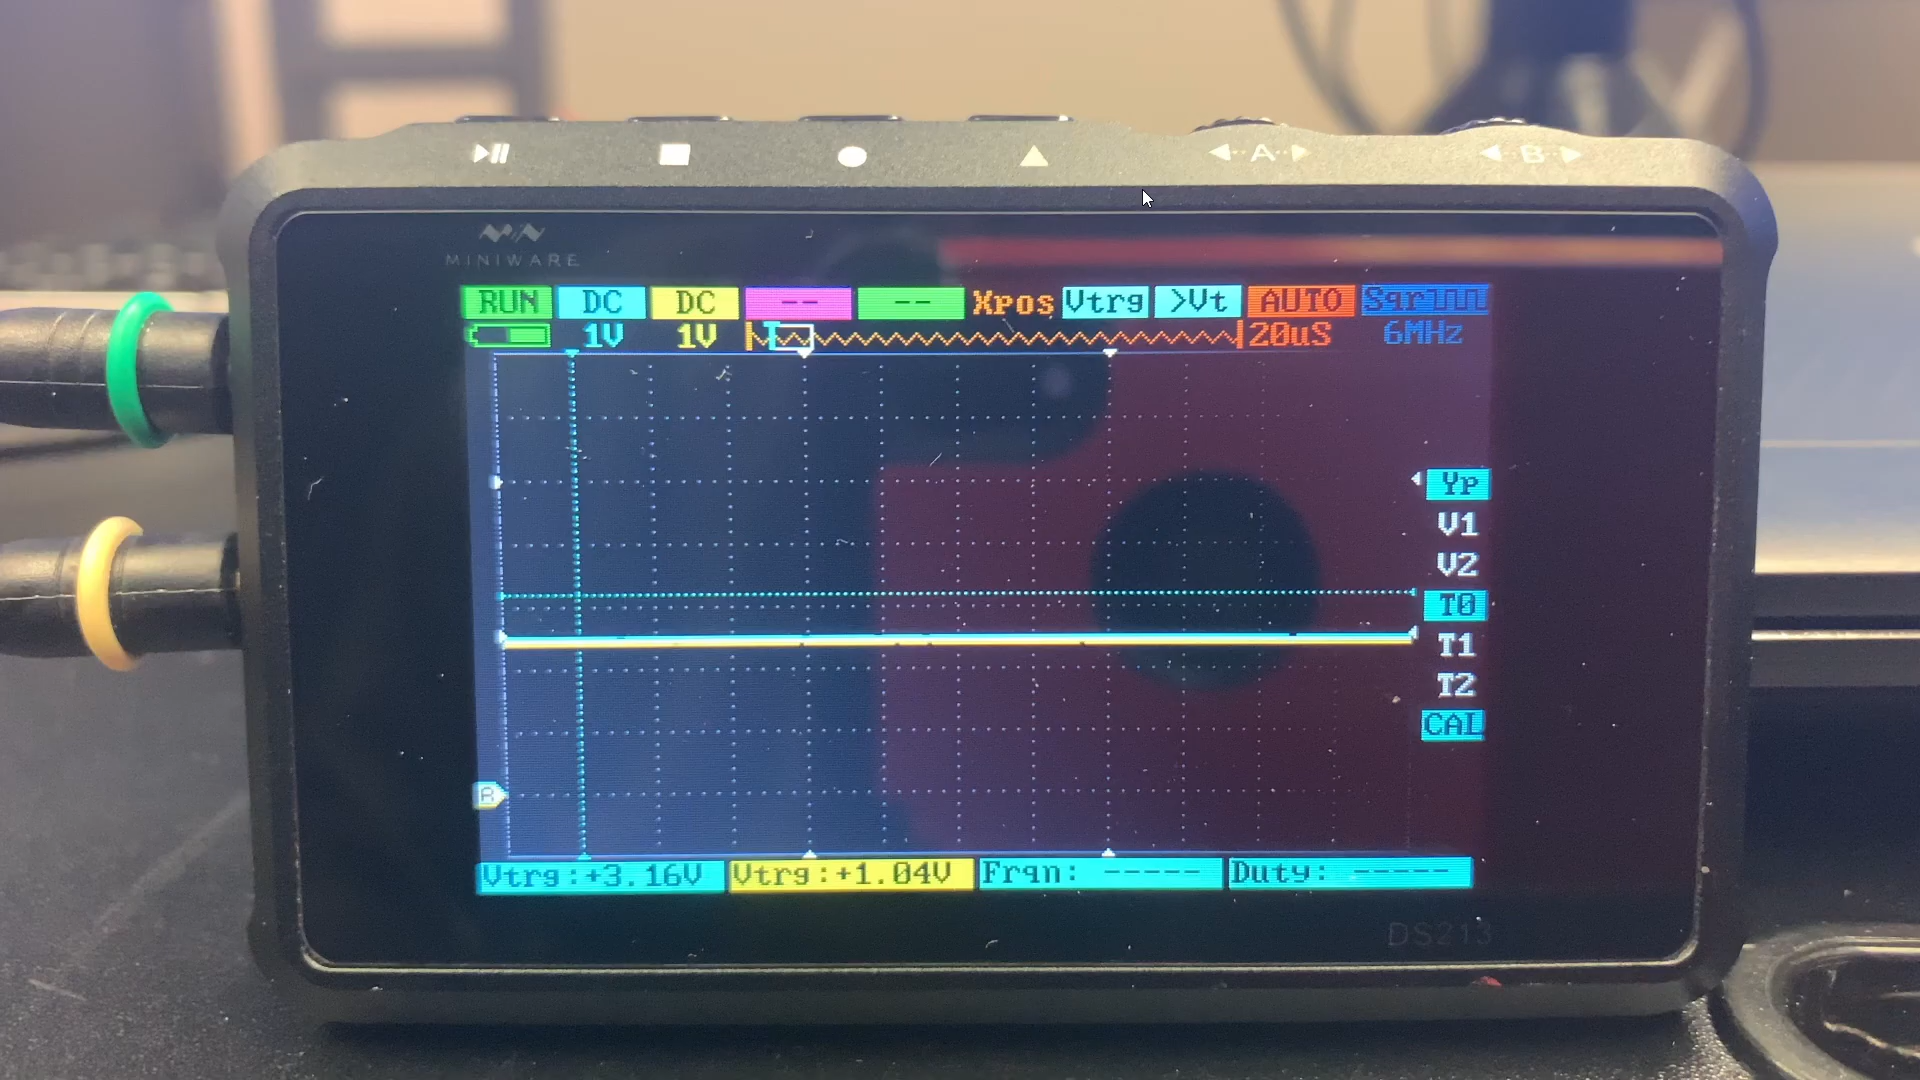 A B
MINIWARE
RUN DC DC -- -- Xpos Vtrg >Vt AUTO Sqr
1V 1V 20uS 6MHz
Yp
V1
V2
T0
T1
T2
CAL
A
Vtrg:+3.16V Vtrg:+1.04V Frqn: ----- Duty: -----
DS213